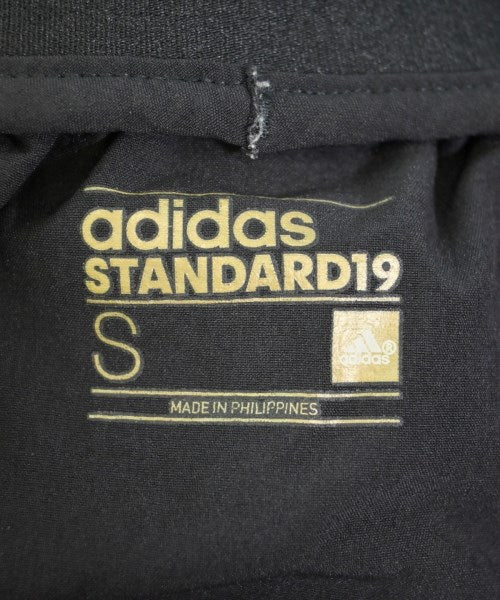 adidas
STANDARD19
S
adidas®
MADE IN PHILIPPINES